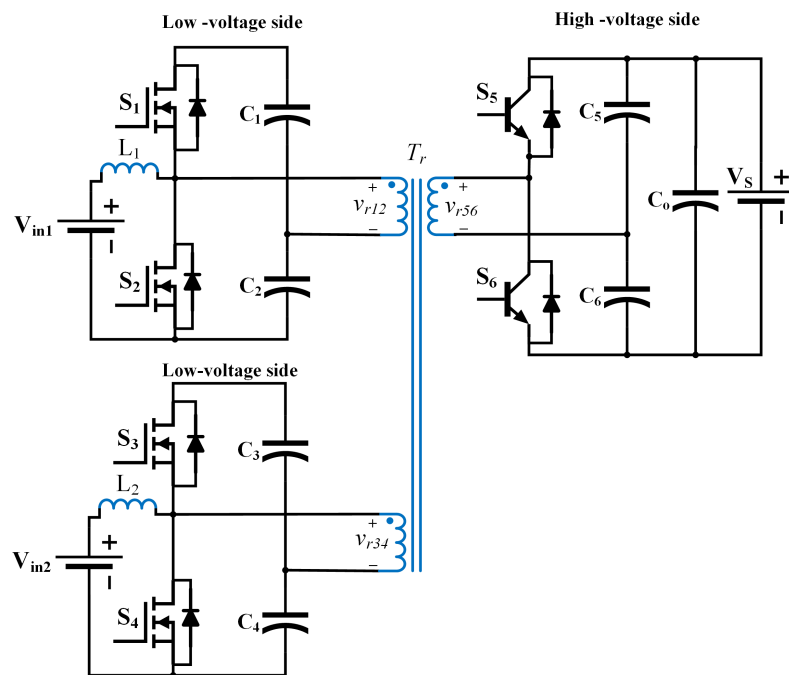 Low -voltage side
High -voltage side
S1
C1
L1
Vin1
+
S2
C2
Tr
+
vr12
−
+
vr56
−
S5
C5
Co
VS
+
S6
C6
Low-voltage side
S3
C3
L2
Vin2
+
S4
C4
+
vr34
−